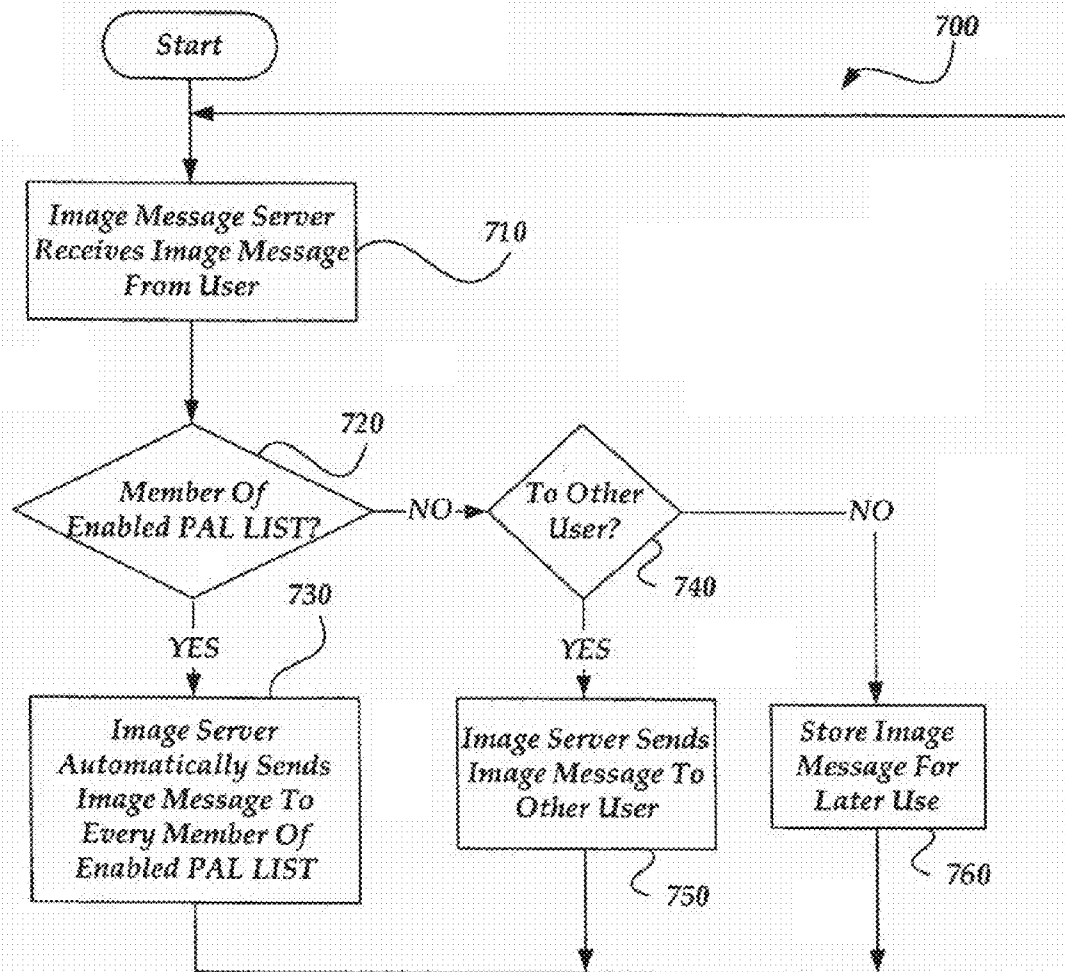 Start
700
Image Message Server
Receives Image Message
From User
710
720
Member Of
Enabled PAL LIST?
NO
To Other
User?
NO
740
730
YES
YES
Image Server
Automatically Sends
Image Message To
Every Member Of
Enabled PAL LIST
Image Server Sends
Image Message To
Other User
Store Image
Message For
Later Use
750
760